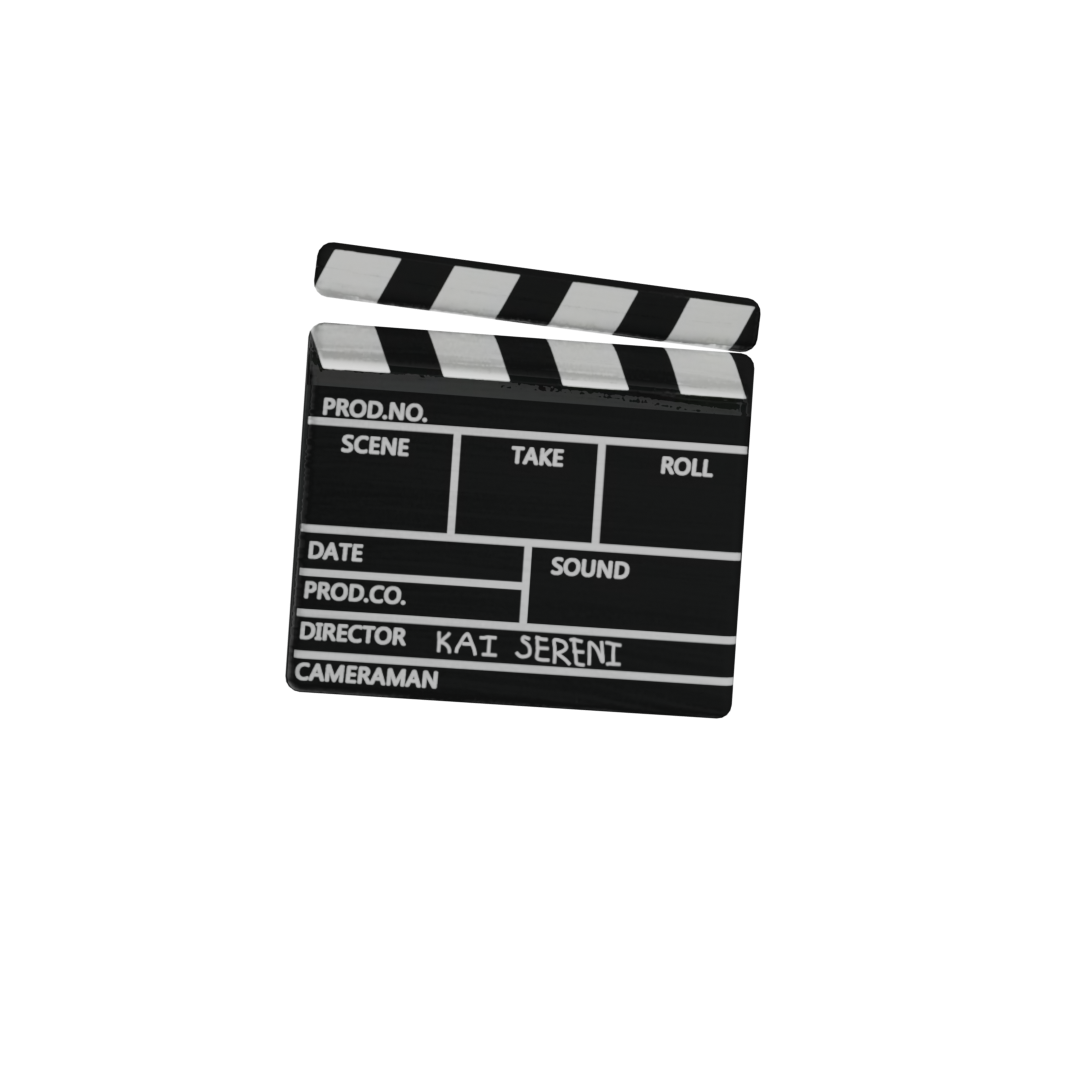 PROD.NO.
SCENE TAKE ROLL
DATE
SOUND
PROD.CO.
DIRECTOR KAI SERENI
CAMERAMAN